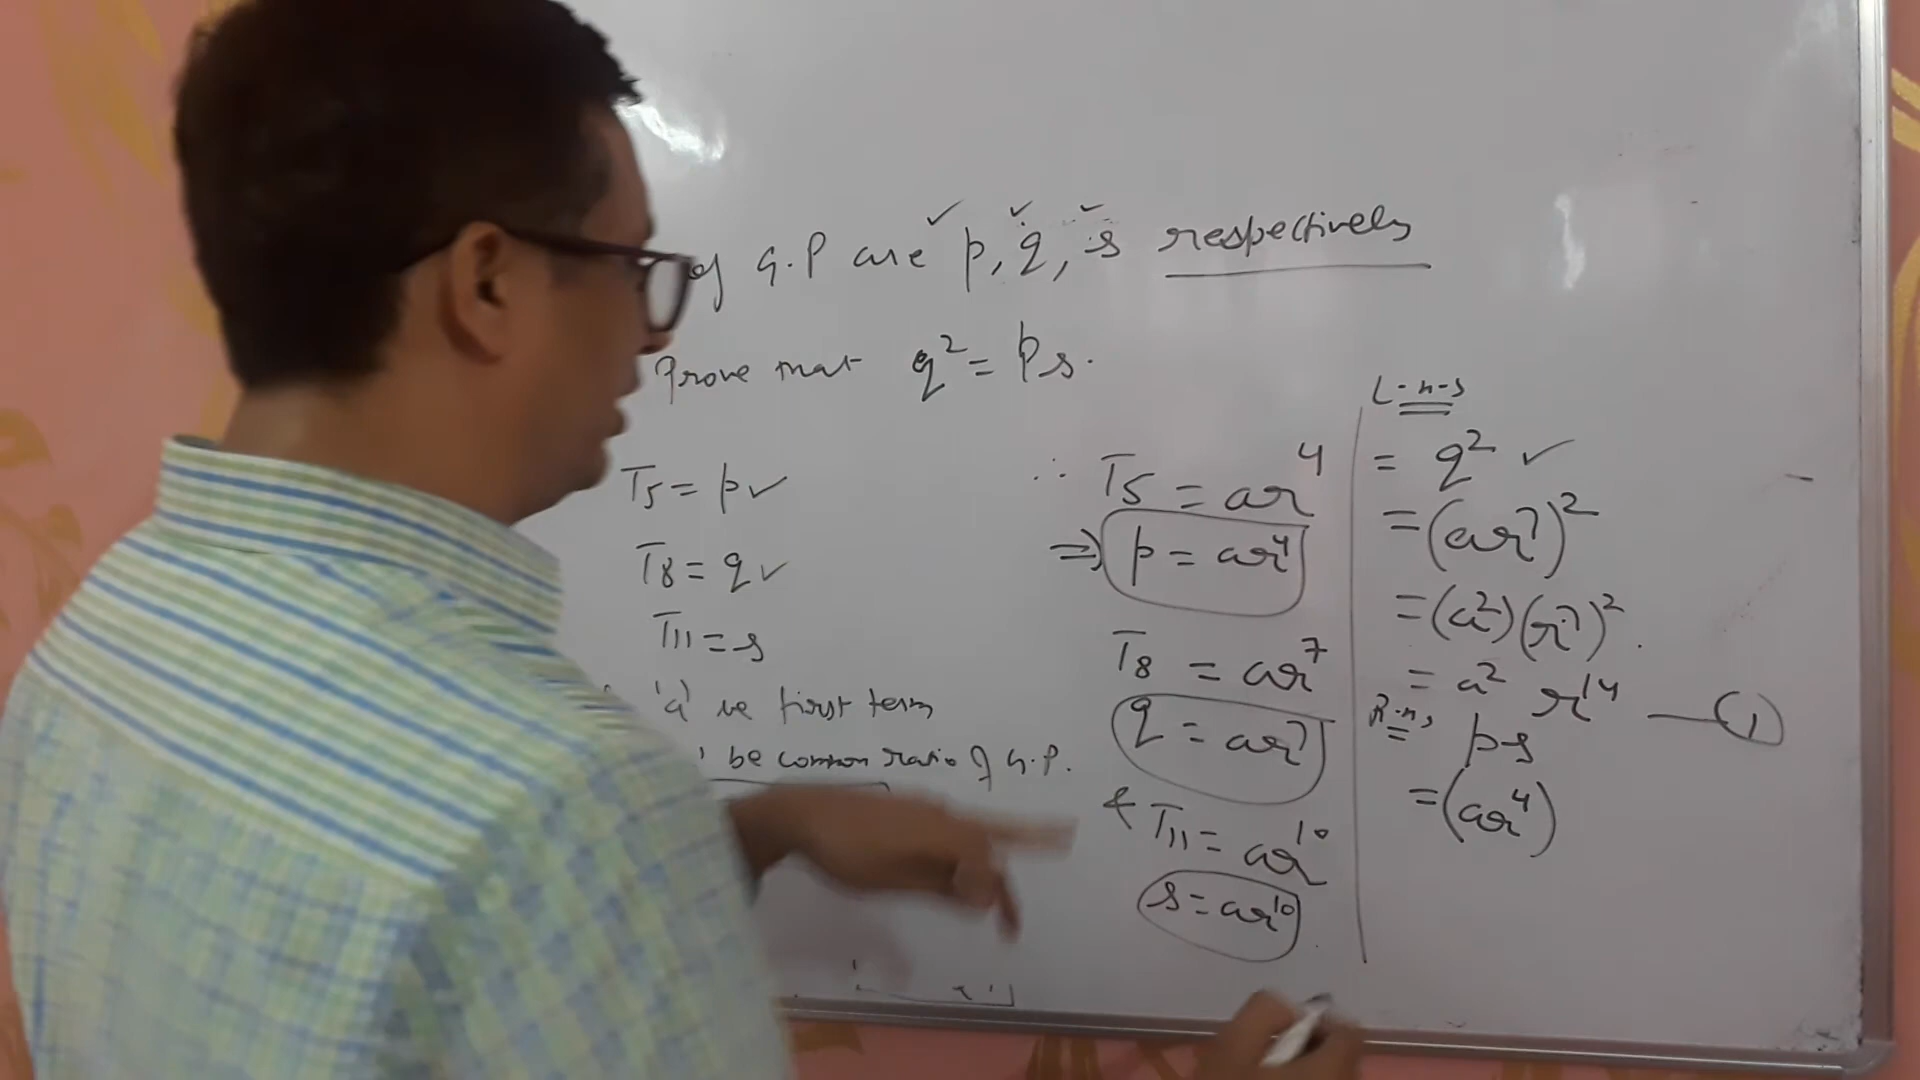 of G.P are p, q, s respectively
Prove that q² = ps.
T5 = p ✓
T8 = q ✓
T11 = s
'a' be first term
be common ratio of G.P.
∴ T5 = ar⁴
⇒ p = ar⁴
T8 = ar⁷
q = ar⁷
& T11 = ar¹⁰
s = ar¹⁰
L-H-S
= q² ✓
= (ar⁷)²
= (a²)(r⁷)².
= a² r¹⁴ — ①
R-H-S ps
= (ar⁴)